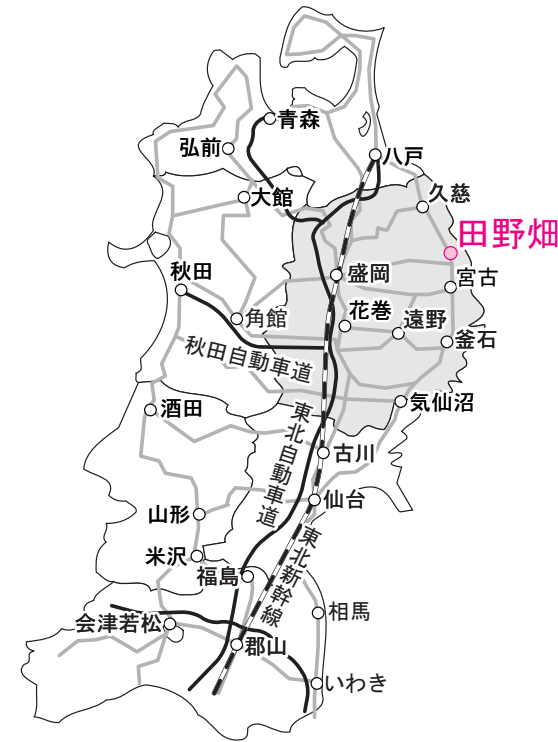 青森
弘前
八戸
大館
久慈
田野畑
秋田
盛岡
宮古
角館
花巻
遠野
釜石
秋田自動車道
気仙沼
酒田
東北自動車道
古川
仙台
山形
東北新幹線
米沢
福島
相馬
会津若松
郡山
いわき